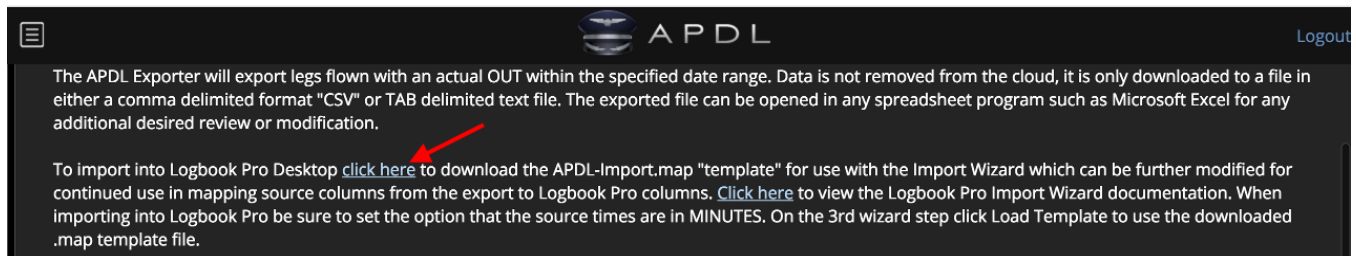 APDL
Logout
The APDL Exporter will export legs flown with an actual OUT within the specified date range. Data is not removed from the cloud, it is only downloaded to a file in
either a comma delimited format "CSV" or TAB delimited text file. The exported file can be opened in any spreadsheet program such as Microsoft Excel for any
additional desired review or modification.
To import into Logbook Pro Desktop click here to download the APDL-Import.map "template" for use with the Import Wizard which can be further modified for
continued use in mapping source columns from the export to Logbook Pro columns. Click here to view the Logbook Pro Import Wizard documentation. When
importing into Logbook Pro be sure to set the option that the source times are in MINUTES. On the 3rd wizard step click Load Template to use the downloaded
.map template file.